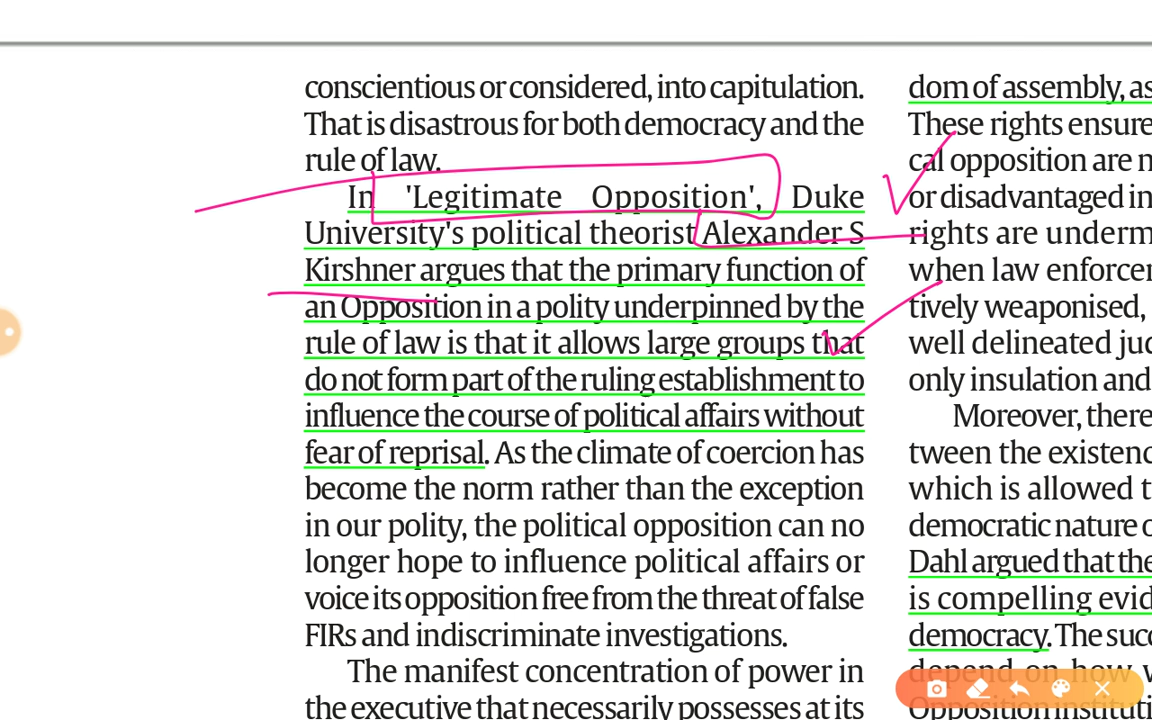 conscientious or considered, into capitulation.
That is disastrous for both democracy and the
rule of law.
In 'Legitimate Opposition', Duke
University's political theorist Alexander S
Kirshner argues that the primary function of
an Opposition in a polity underpinned by the
rule of law is that it allows large groups that
do not form part of the ruling establishment to
influence the course of political affairs without
fear of reprisal. As the climate of coercion has
become the norm rather than the exception
in our polity, the political opposition can no
longer hope to influence political affairs or
voice its opposition free from the threat of false
FIRs and indiscriminate investigations.
The manifest concentration of power in
the executive that necessarily possesses at its
dom of assembly, as
These rights ensure
cal opposition are n
or disadvantaged in
rights are underm
when law enforcer
tively weaponised,
well delineated jud
only insulation and
Moreover, there
tween the existenc
which is allowed t
democratic nature o
Dahl argued that the
is compelling evid
democracy. The succ
depend on how
Opposition instituti